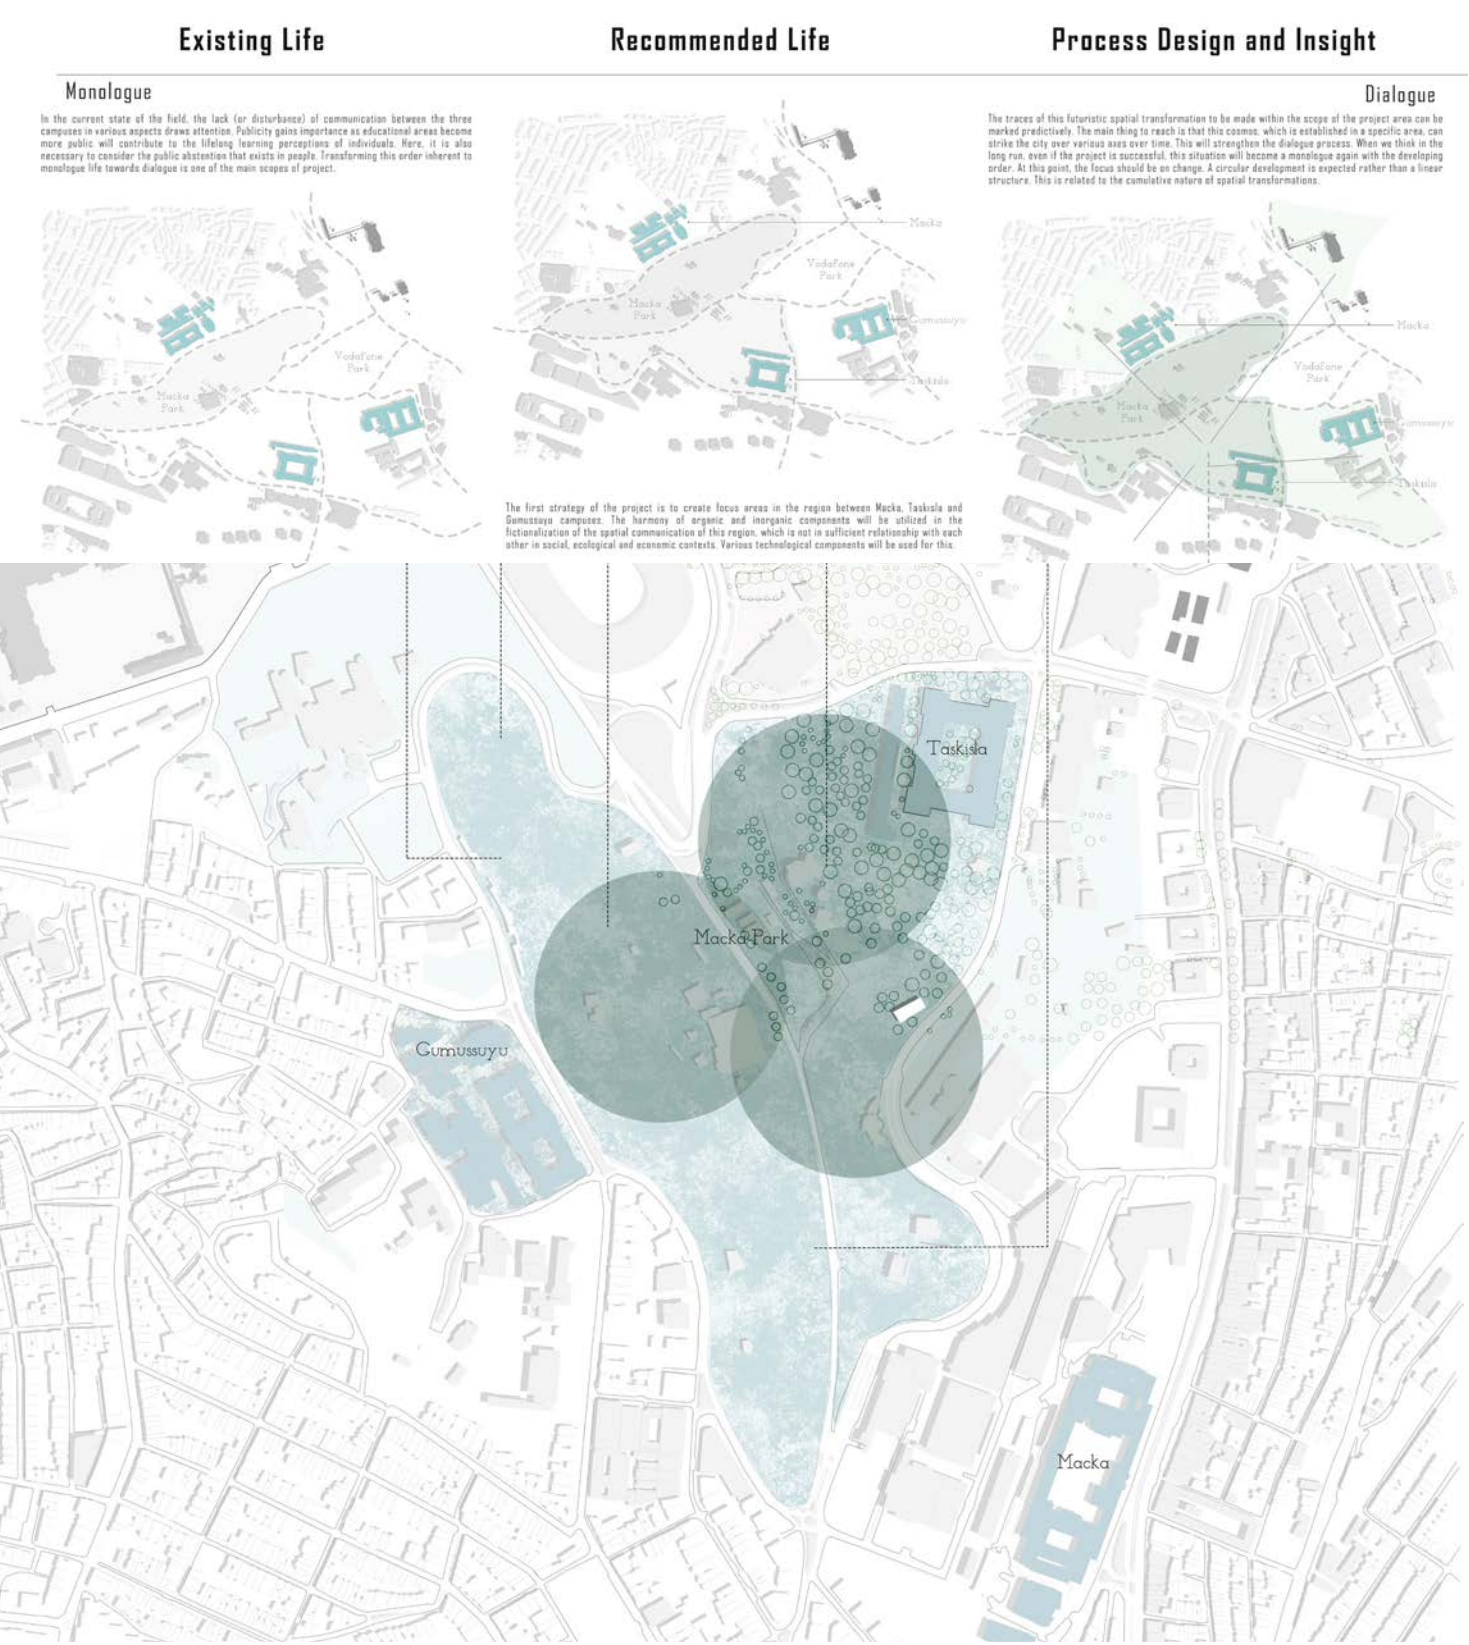 Existing Life
Recommended Life
Process Design and Insight
Monologue
In the current state of the field, the lack (or disturbance) of communication between the three
campuses in various aspects draws attention. Publicity gains importance as educational areas become
more public will contribute to the lifelong learning perceptions of individuals. Here, it is also
necessary to consider the public abstention that exists in people. Transforming this order inherent to
monologue life towards dialogue is one of the main scopes of project.
Macka
Park
Vodafone
Park
Macka
Vodafone
Park
Macka
Park
Gumussuyu
Taskisla
The first strategy of the project is to create focus areas in the region between Macka, Taskisla and
Gumussuyu campuses. The harmony of organic and inorganic components will be utilized in the
fictionalization of the spatial communication of this region, which is not in sufficient relationship with each
other in social, ecological and economic contexts. Various technological components will be used for this.
Dialogue
The traces of this futuristic spatial transformation to be made within the scope of the project area can be
marked predictively. The main thing to reach is that this cosmos, which is established in a specific area, can
strike the city over various axes over time. This will strengthen the dialogue process. When we think in the
long run, even if the project is successful, this situation will become a monologue again with the developing
order. At this point, the focus should be on change. A circular development is expected rather than a linear
structure. This is related to the cumulative nature of spatial transformations.
Macka
Vodafone
Park
Macka
Park
Gumussuyu
Taskisla
Taskisla
Macka Park
Gumussuyu
Macka